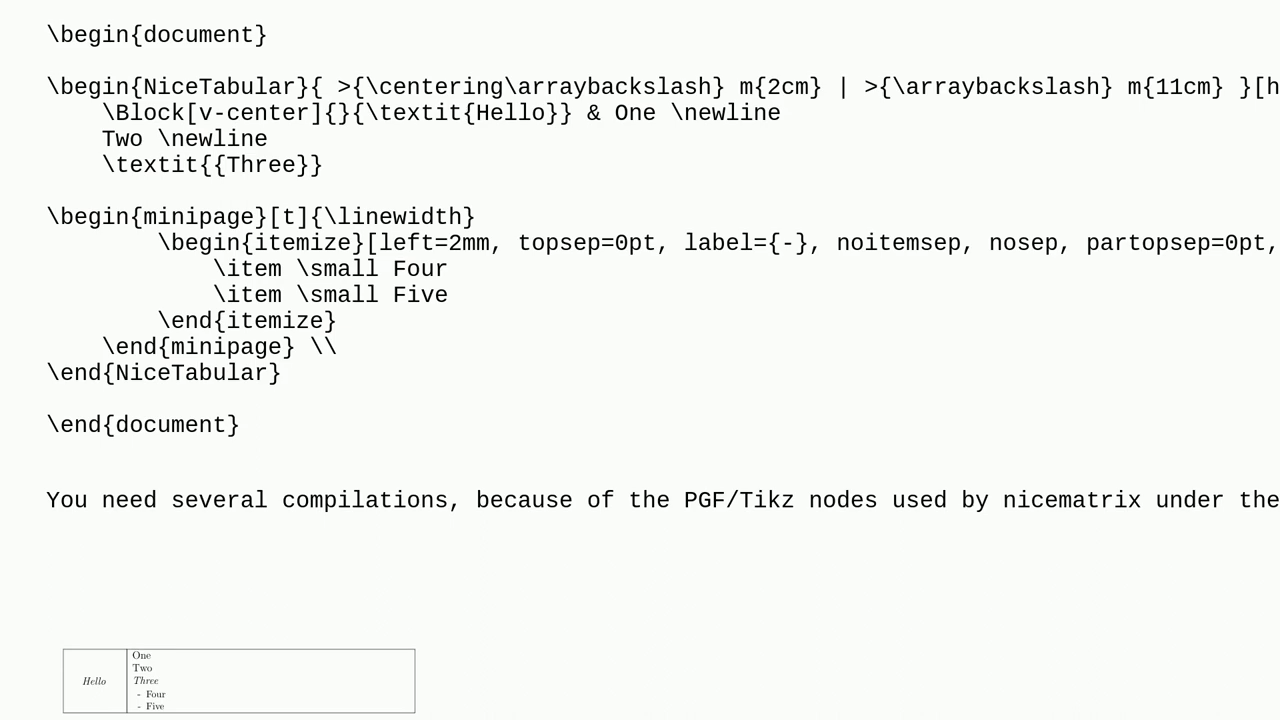 \begin{document}
\begin{NiceTabular}{ >{\centering\arraybackslash} m{2cm} | >{\arraybackslash} m{11cm} }[h
\Block[v-center]{}{\textit{Hello}} & One \newline
Two \newline
\textit{{Three}}
\begin{minipage}[t]{\linewidth}
\begin{itemize}[left=2mm, topsep=0pt, label={-}, noitemsep, nosep, partopsep=0pt,
\item \small Four
\item \small Five
\end{itemize}
\end{minipage} \\
\end{NiceTabular}
\end{document}
You need several compilations, because of the PGF/Tikz nodes used by nicematrix under the
One
Two
Hello Three
- Four
- Five